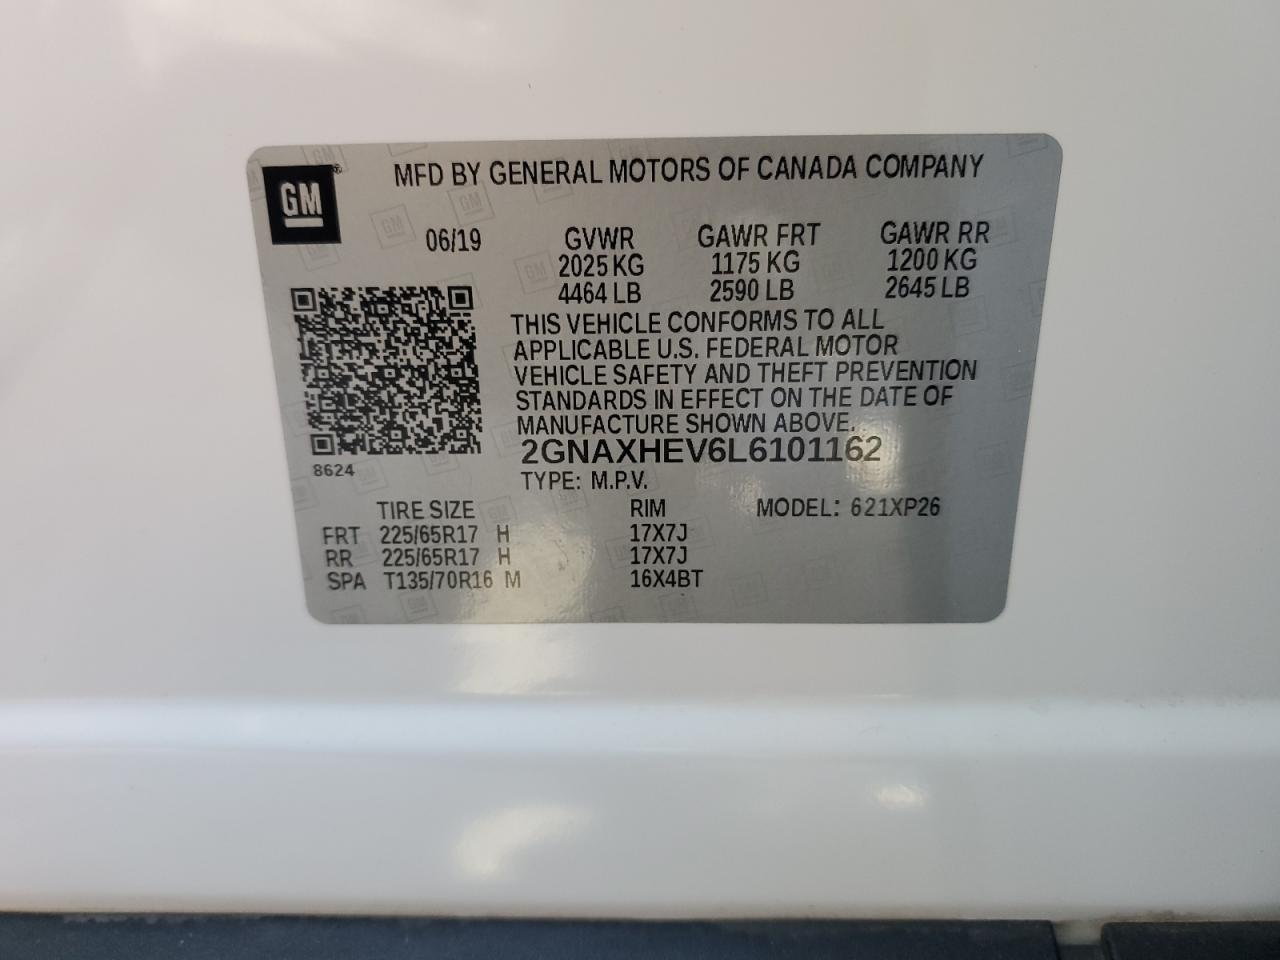 GM ®
MFD BY GENERAL MOTORS OF CANADA COMPANY
06/19
GVWR
2025 KG
4464 LB
GAWR FRT
1175 KG
2590 LB
GAWR RR
1200 KG
2645 LB
THIS VEHICLE CONFORMS TO ALL
APPLICABLE U.S. FEDERAL MOTOR
VEHICLE SAFETY AND THEFT PREVENTION
STANDARDS IN EFFECT ON THE DATE OF
MANUFACTURE SHOWN ABOVE.
2GNAXHEV6L6101162
8624
TYPE: M.P.V.
TIRE SIZE RIM MODEL: 621XP26
FRT 225/65R17 H 17X7J
RR 225/65R17 H 17X7J
SPA T135/70R16 M 16X4BT